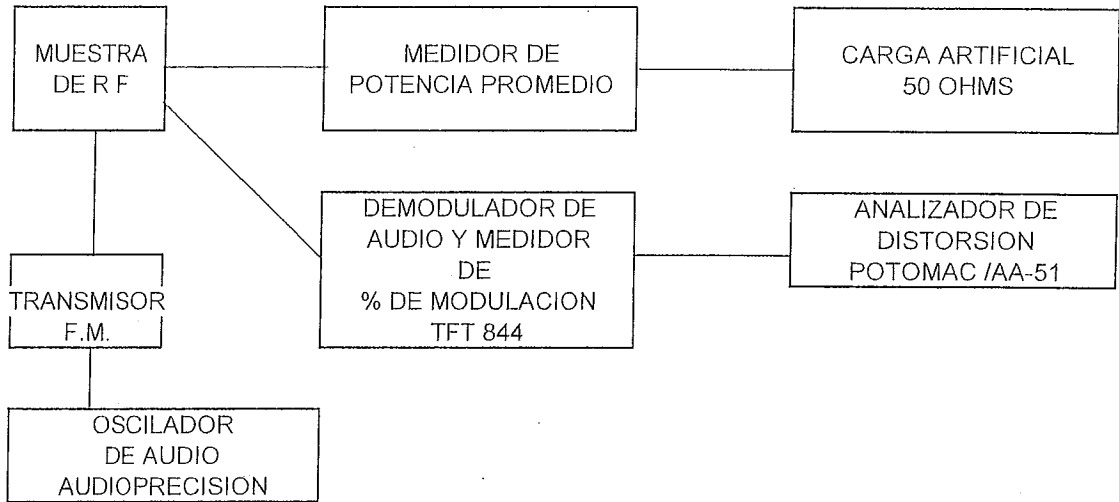 MUESTRA
DE R F
MEDIDOR DE
POTENCIA PROMEDIO
CARGA ARTIFICIAL
50 OHMS
DEMODULADOR DE
AUDIO Y MEDIDOR
DE
% DE MODULACION
TFT 844
ANALIZADOR DE
DISTORSION
POTOMAC /AA-51
TRANSMISOR
F.M.
OSCILADOR
DE AUDIO
AUDIOPRECISION